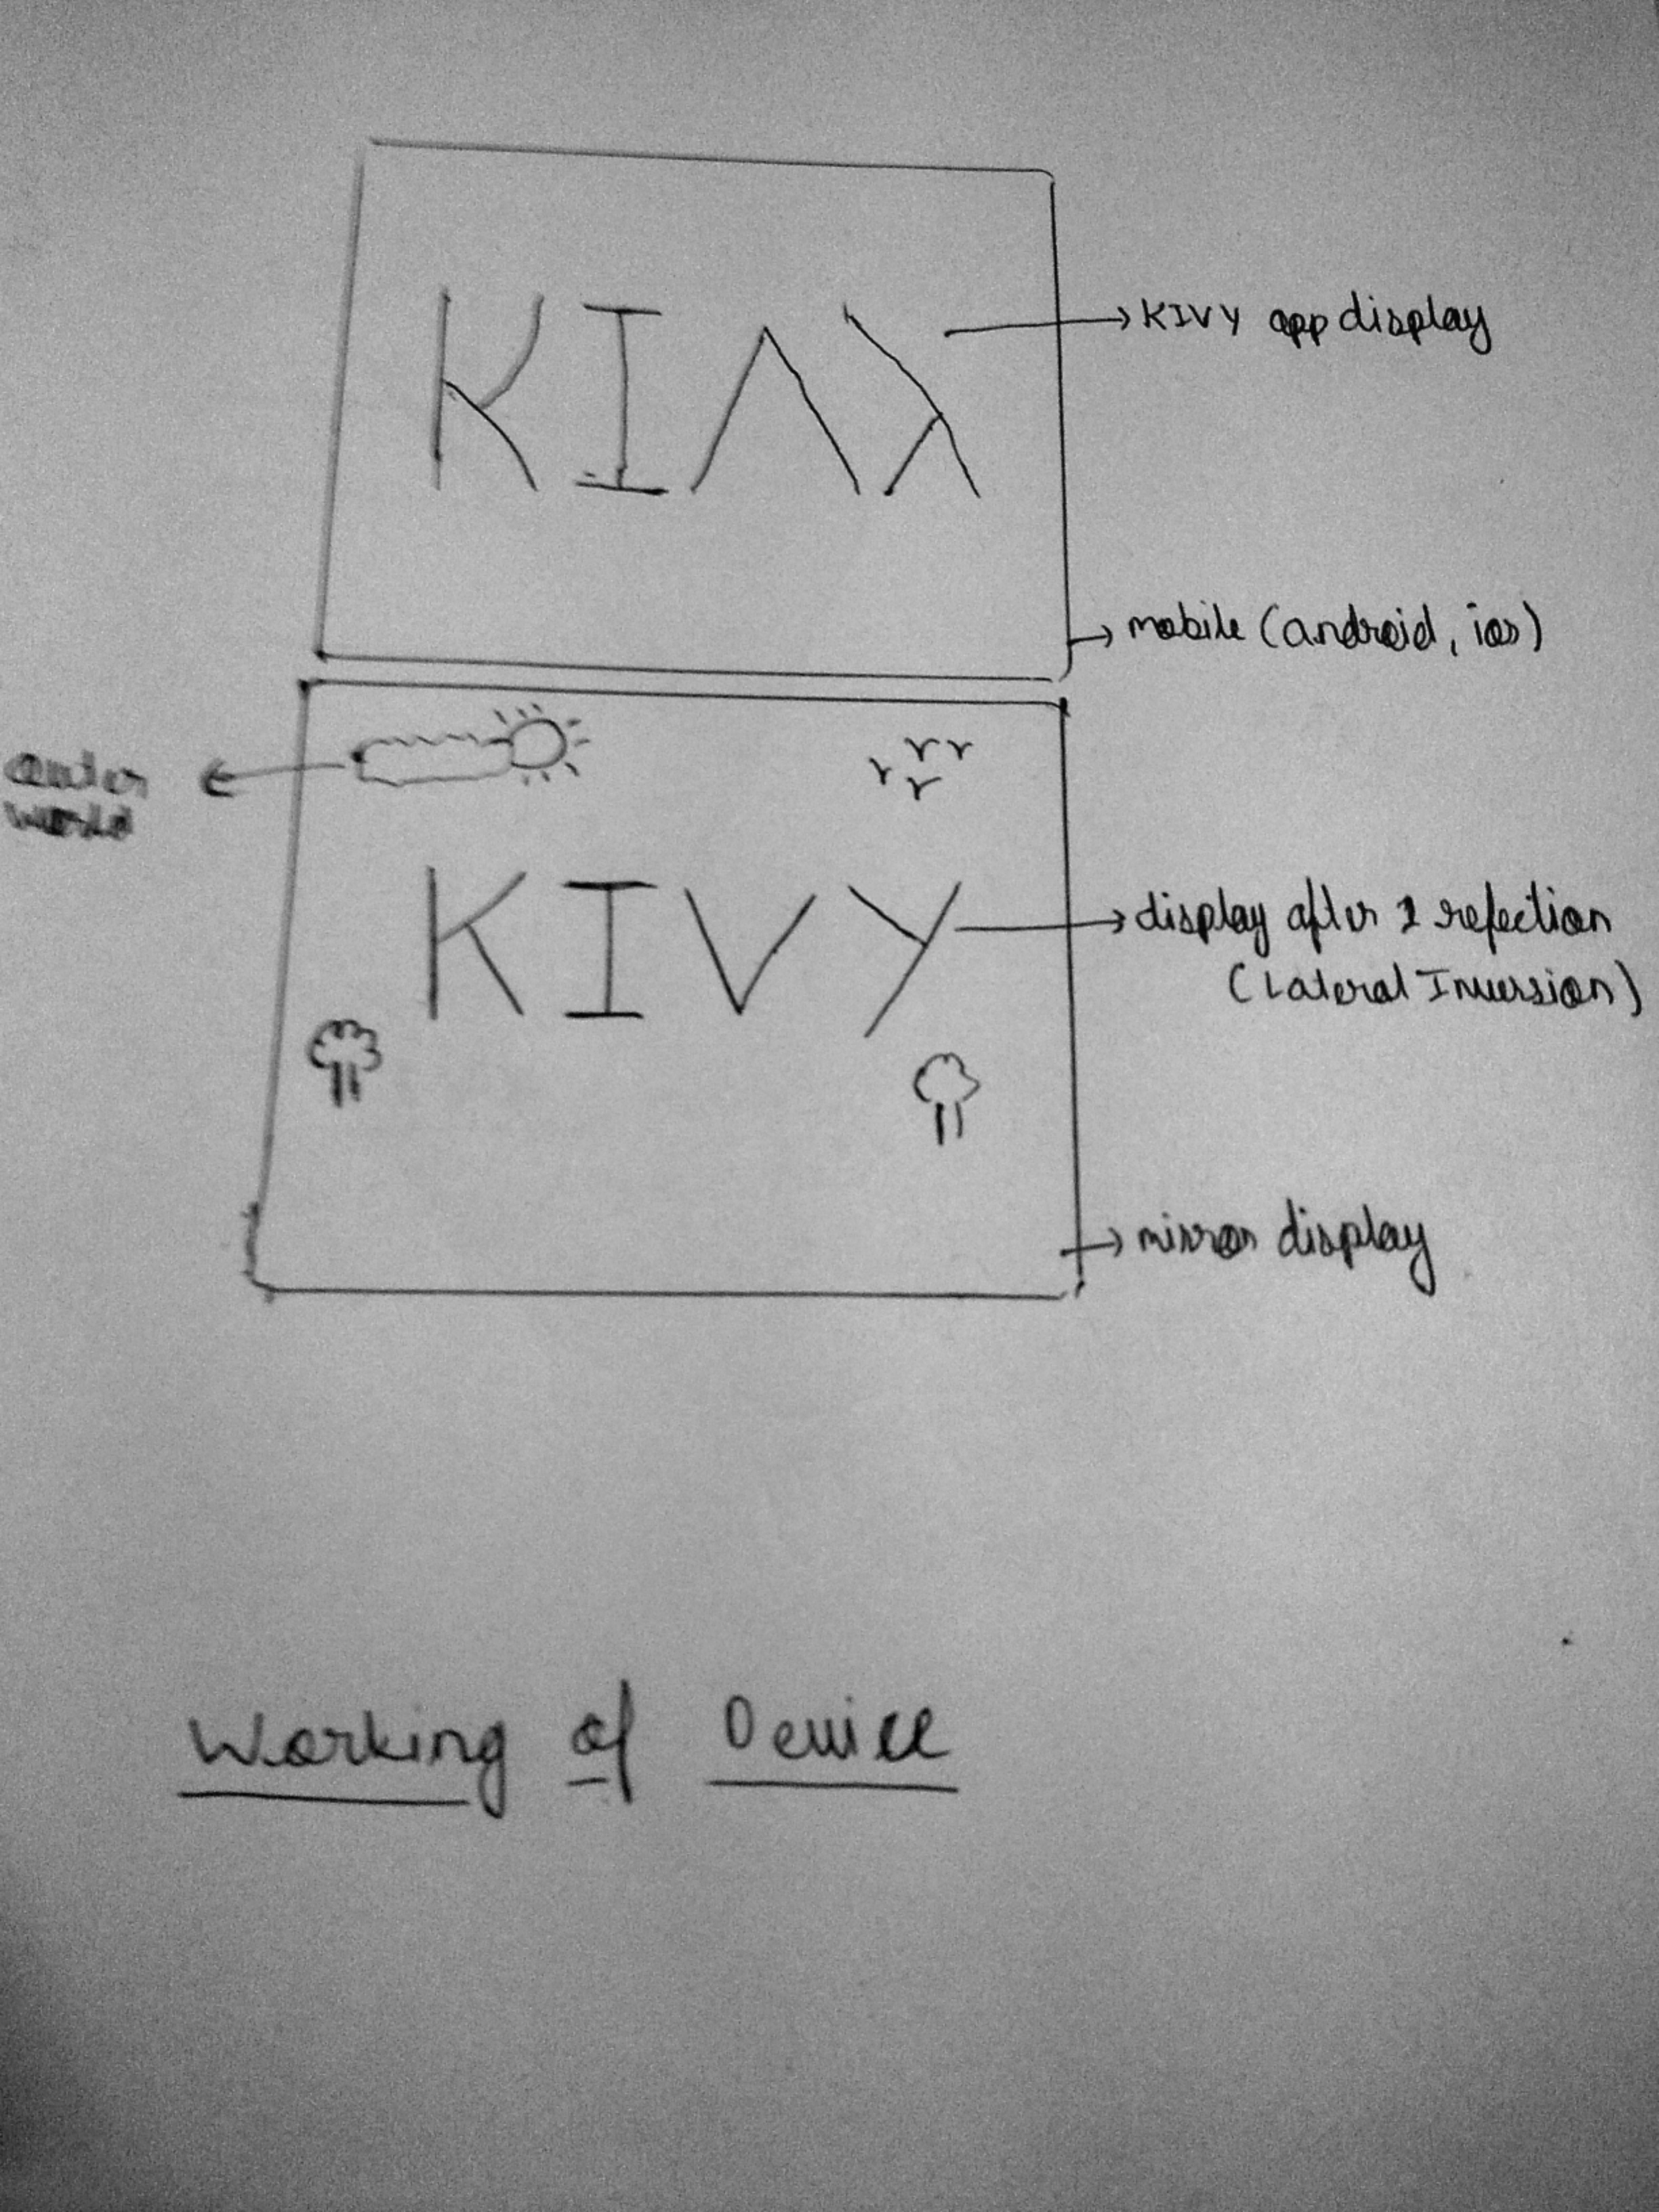 KIΛ⅄
KIVY app display
mobile (android, ios)
outer
world
KIVY
display after 1 refection
(Lateral Inversion)
mirror display
Working of Device